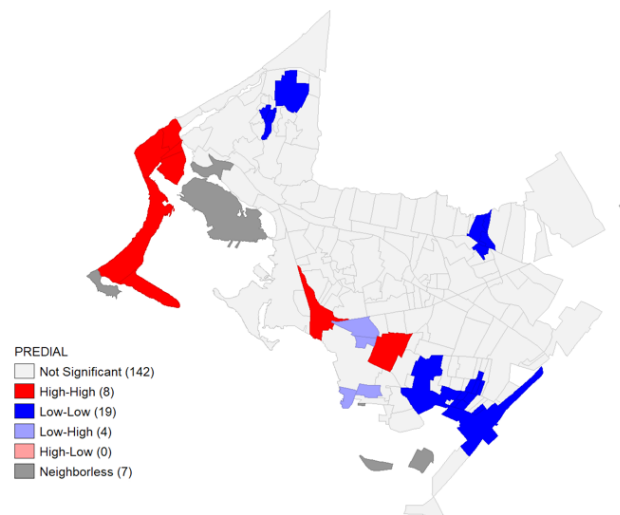 PREDIAL
Not Significant (142)
High-High (8)
Low-Low (19)
Low-High (4)
High-Low (0)
Neighborless (7)